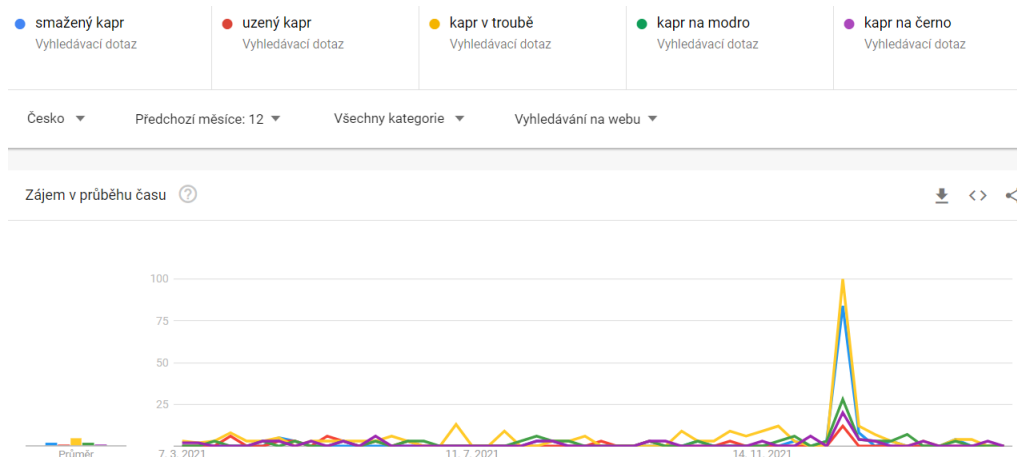 smažený kapr
Vyhledávací dotaz
uzený kapr
Vyhledávací dotaz
kapr v troubě
Vyhledávací dotaz
kapr na modro
Vyhledávací dotaz
kapr na černo
Vyhledávací dotaz
Česko
Předchozí měsíce: 12
Všechny kategorie
Vyhledávání na webu
Zájem v průběhu času
?
100
75
50
25
Průměr
7. 3. 2021
11. 7. 2021
14. 11. 2021